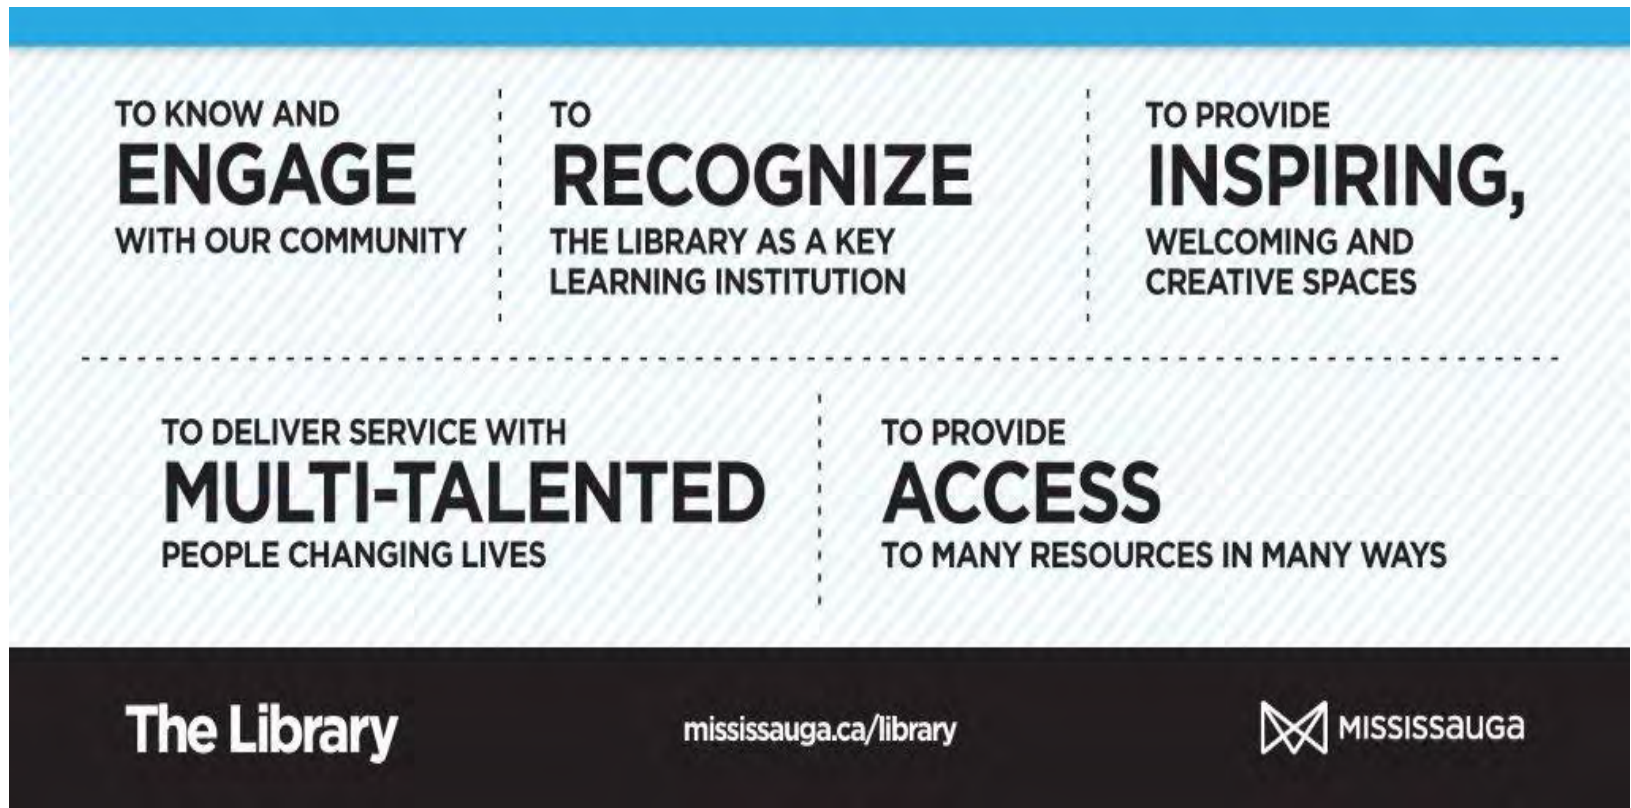 TO KNOW AND
ENGAGE
WITH OUR COMMUNITY
TO
RECOGNIZE
THE LIBRARY AS A KEY
LEARNING INSTITUTION
TO PROVIDE
INSPIRING,
WELCOMING AND
CREATIVE SPACES
TO DELIVER SERVICE WITH
MULTI-TALENTED
PEOPLE CHANGING LIVES
TO PROVIDE
ACCESS
TO MANY RESOURCES IN MANY WAYS
The Library
mississauga.ca/library
MISSISSauGa